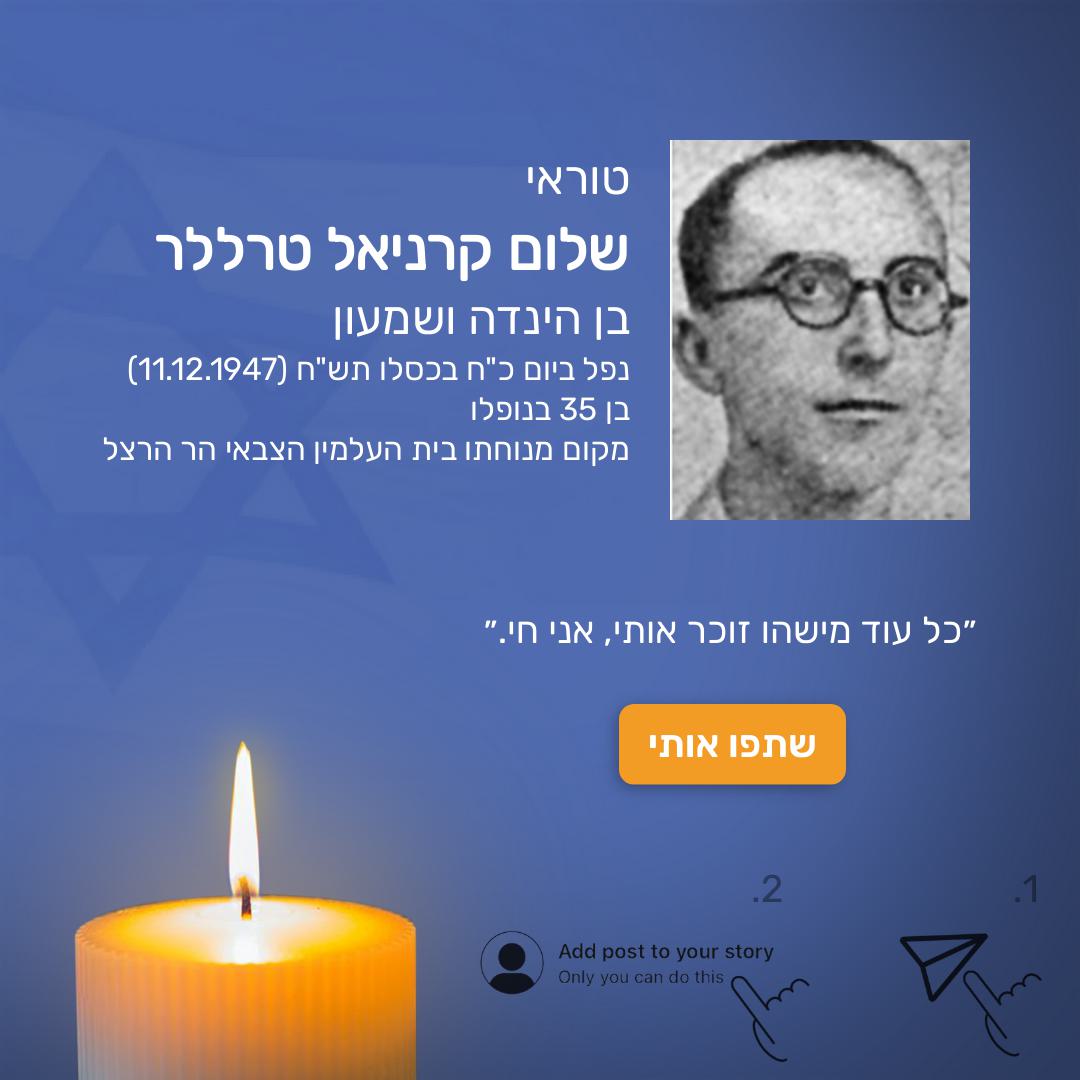 טוראי
שלום קרניאל טרללר
בן הינדה ושמעון
נפל ביום כ"ח בכסלו תש"ח (11.12.1947)
בן 35 בנופלו
מקום מנוחתו בית העלמין הצבאי הר הרצל
"כל עוד מישהו זוכר אותי, אני חי."
שתפו אותי
.1
.2
Add post to your story
Only you can do this